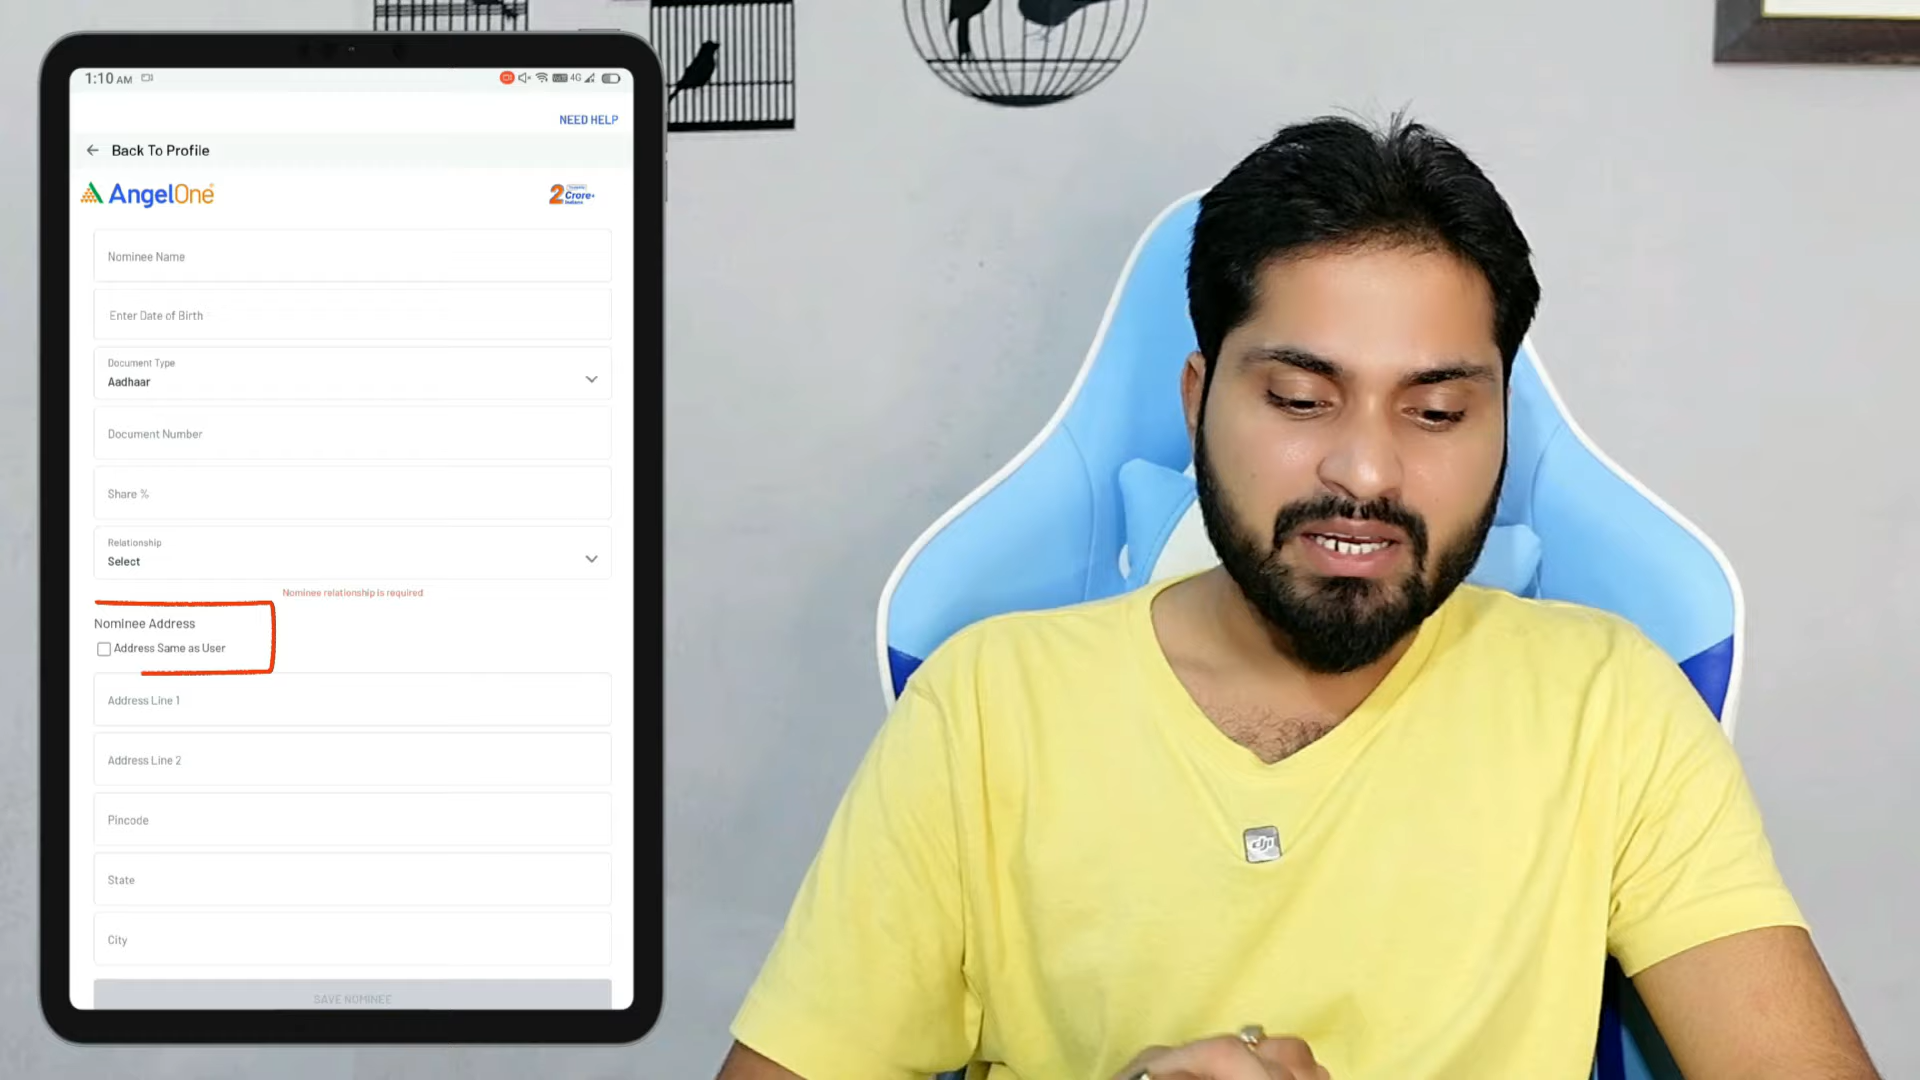 1:10 AM
4G
NEED HELP
Back To Profile
AngelOne
2 Crore+
Nominee Name
Enter Date of Birth
Document Type
Aadhaar
Document Number
Share %
Relationship
Select
Nominee relationship is required
Nominee Address
Address Same as User
Address Line 1
Address Line 2
Pincode
State
City
SAVE NOMINEE
dji